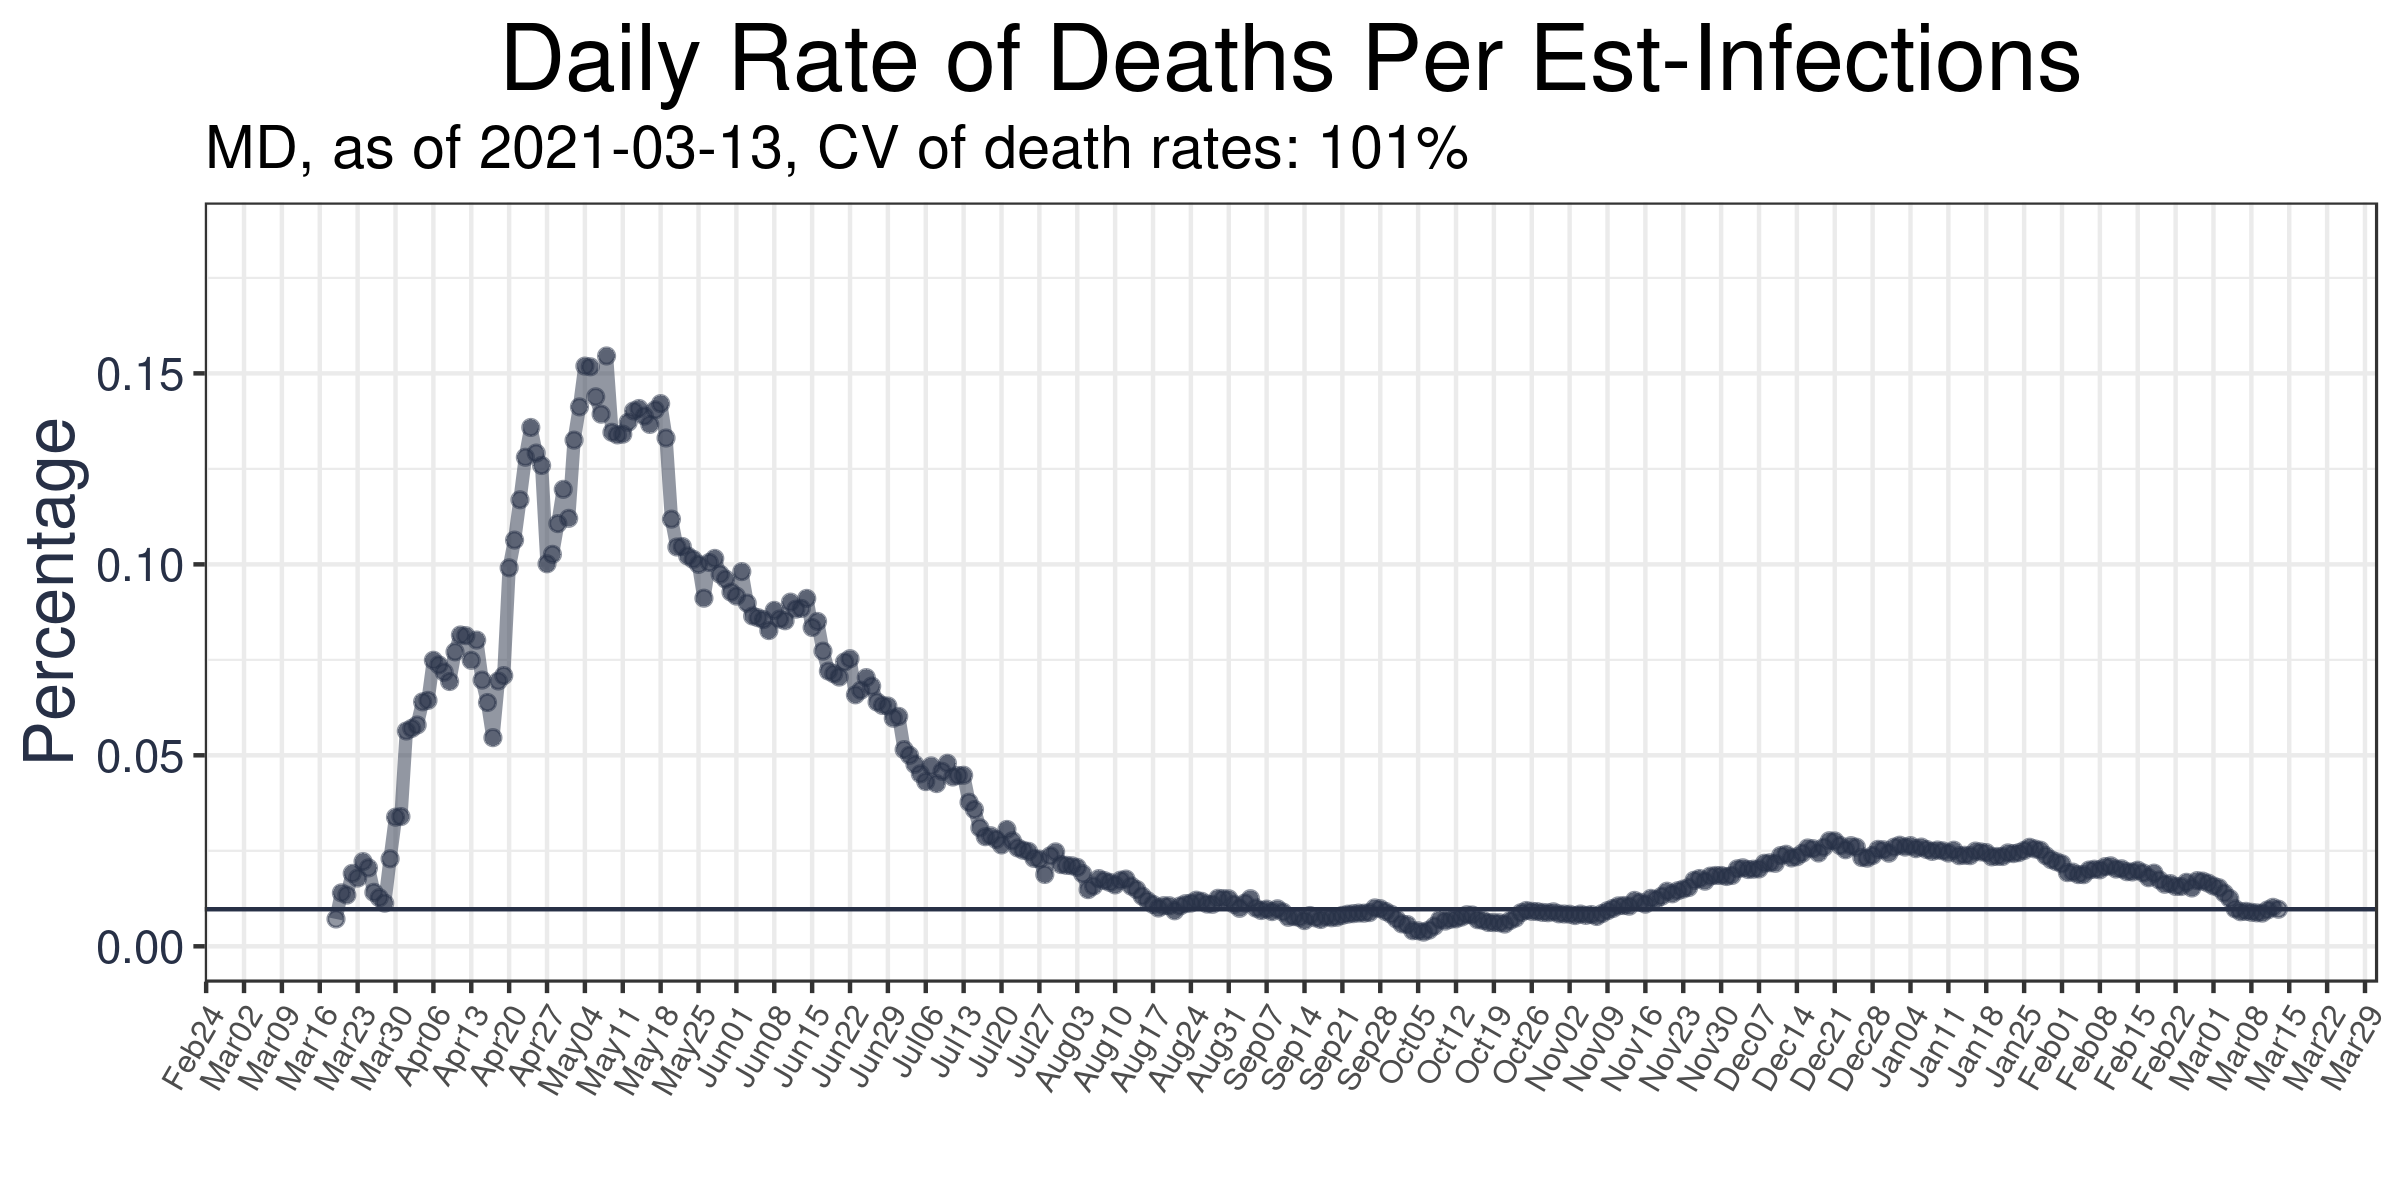 Daily Rate of Deaths Per Est-Infections
MD, as of 2021-03-13, CV of death rates: 101%
Percentage
0.15
0.10
0.05
0.00
Feb24
Mar02
Mar09
Mar16
Mar23
Mar30
Apr06
Apr13
Apr20
Apr27
May04
May11
May18
May25
Jun01
Jun08
Jun15
Jun22
Jun29
Jul06
Jul13
Jul20
Jul27
Aug03
Aug10
Aug17
Aug24
Aug31
Sep07
Sep14
Sep21
Sep28
Oct05
Oct12
Oct19
Oct26
Nov02
Nov09
Nov16
Nov23
Nov30
Dec07
Dec14
Dec21
Dec28
Jan04
Jan11
Jan18
Jan25
Feb01
Feb08
Feb15
Feb22
Mar01
Mar08
Mar15
Mar22
Mar29